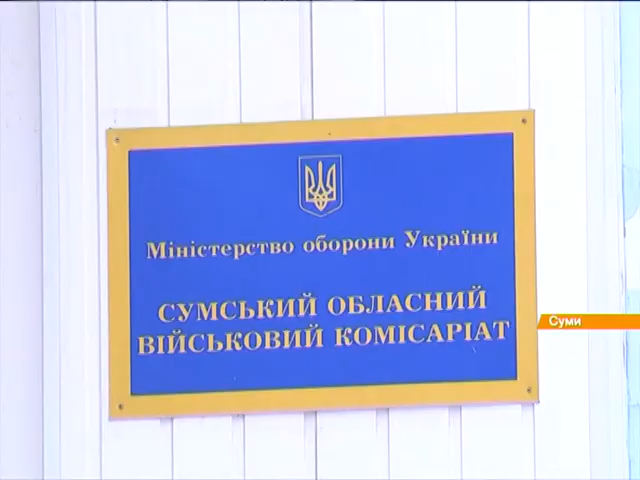 Міністерство оборони України
СУМСЬКИЙ ОБЛАСНИЙ
ВІЙСЬКОВИЙ КОМІСАРІАТ
Суми